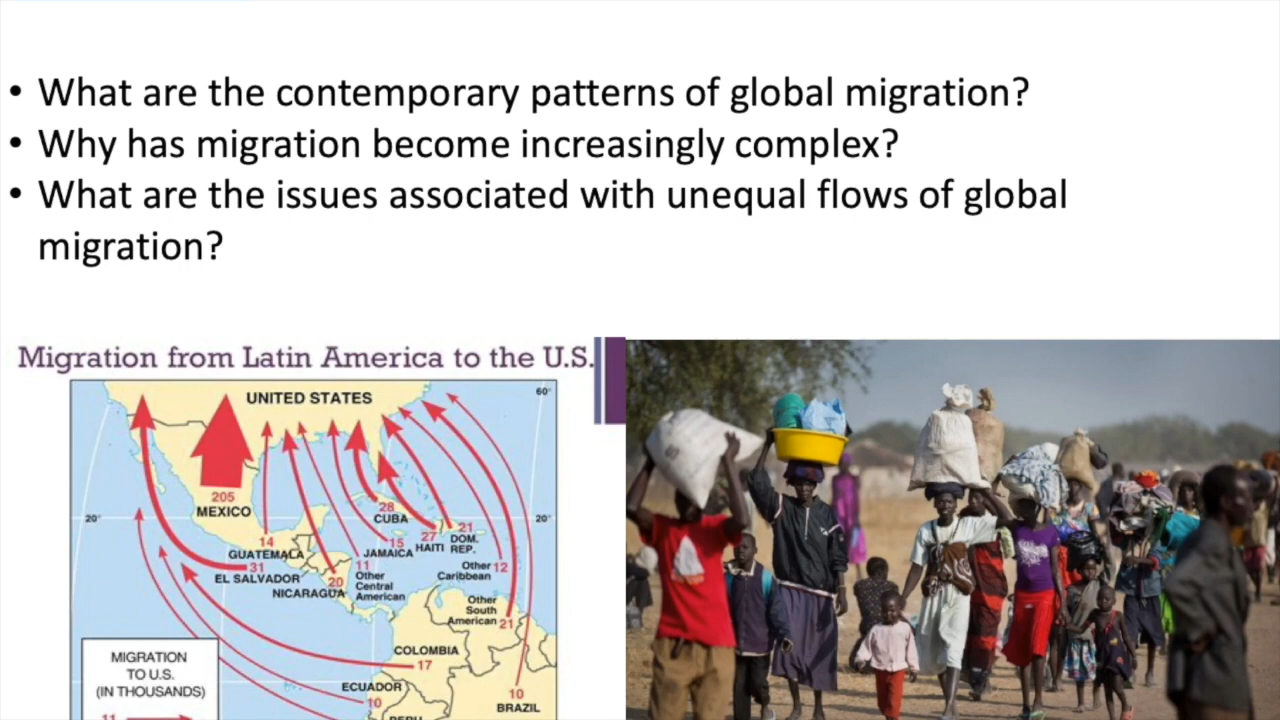 • What are the contemporary patterns of global migration?
• Why has migration become increasingly complex?
• What are the issues associated with unequal flows of global
migration?
Migration from Latin America to the U.S.
UNITED STATES
60°
205
MEXICO
20°
20°
28
CUBA
14
GUATEMALA
15
JAMAICA
27
HAITI
21
DOM.
REP.
31
EL SALVADOR
20
NICARAGUA
11
Other
Central
American
Other 12
Caribbean
Other
South
American 21
COLOMBIA
17
ECUADOR
10
10
BRAZIL
PERU
MIGRATION
TO U.S.
(IN THOUSANDS)
11